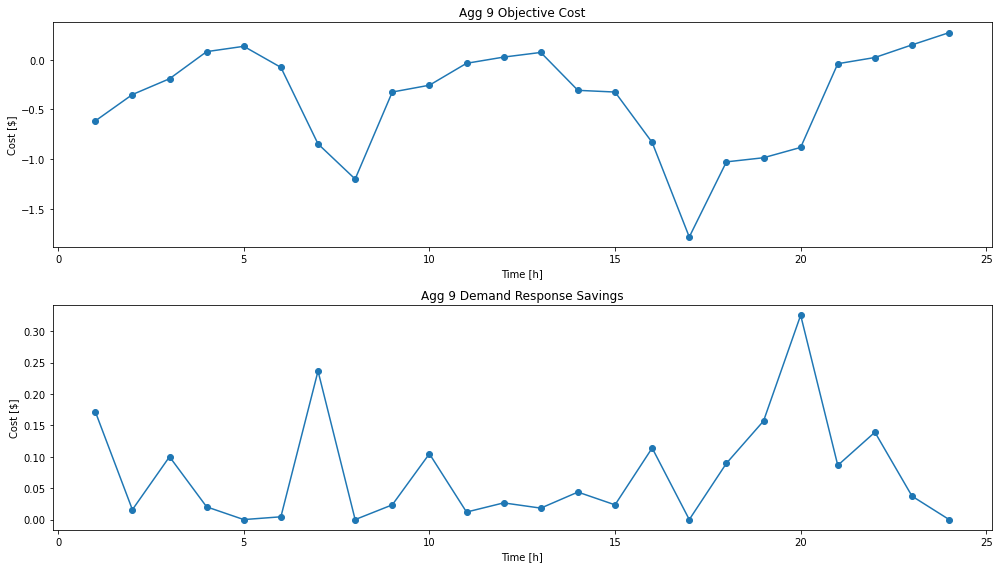 Agg 9 Objective Cost
Cost [$]
0.0
−0.5
−1.0
−1.5
0 5 10 15 20 25
Time [h]
Agg 9 Demand Response Savings
Cost [$]
0.30
0.25
0.20
0.15
0.10
0.05
0.00
0 5 10 15 20 25
Time [h]